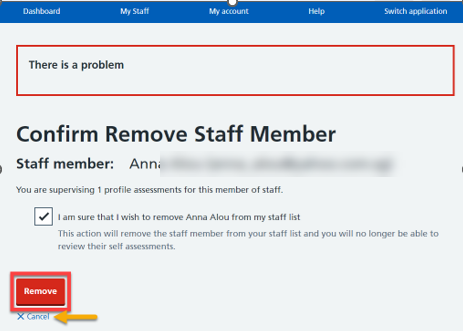 Dashboard My Staff My account Help Switch application
There is a problem
Confirm Remove Staff Member
Staff member: Anna
You are supervising 1 profile assessments for this member of staff.
I am sure that I wish to remove Anna Alou from my staff list
This action will remove the staff member from your staff list and you will no longer be able to
review their self assessments.
Remove
Cancel